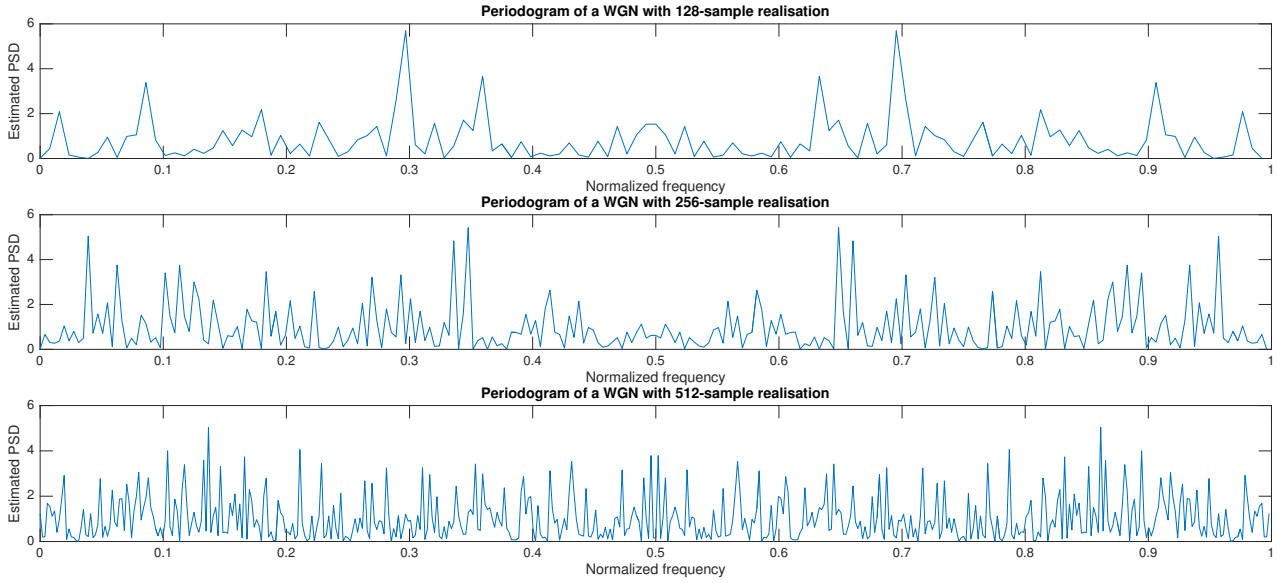 Periodogram of a WGN with 128-sample realisation
6
4
2
0
Estimated PSD
0 0.1 0.2 0.3 0.4 0.5 0.6 0.7 0.8 0.9 1
Normalized frequency
Periodogram of a WGN with 256-sample realisation
6
4
2
0
Estimated PSD
0 0.1 0.2 0.3 0.4 0.5 0.6 0.7 0.8 0.9 1
Normalized frequency
Periodogram of a WGN with 512-sample realisation
6
4
2
0
Estimated PSD
0 0.1 0.2 0.3 0.4 0.5 0.6 0.7 0.8 0.9 1
Normalized frequency